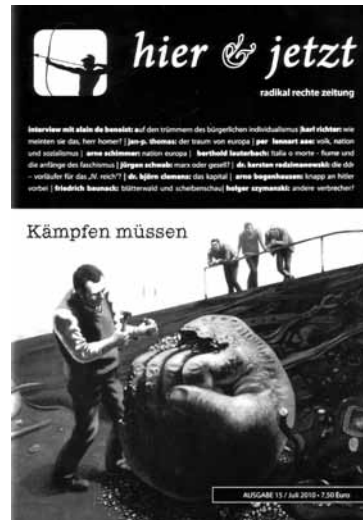 hier & jetzt
radikal rechte zeitung
interview mit alain de benoist: auf den trümmern des bürgerlichen individualismus |karl richter: wie
meinten sie das, herr homer? | jan-p. thomas: der traum von europa | per lennart aae: volk, nation
und sozialismus | arne schimmer: nation europa | berthold lauterbach: italia o morte - fiume und
die anfänge des faschismus | jürgen schwab: marx oder gesell? | dr. kersten radzimanowski: die ddr
– vorläufer für das „IV. reich"? | dr. björn clemens: das kapital | arno bogenhausen: knapp an hitler
vorbei | friedrich baunack: blätterwald und scheibenschau| holger szymanski: andere verbrecher?
Kämpfen müssen
AUSGABE 15 / Juli 2010 • 7,50 Euro